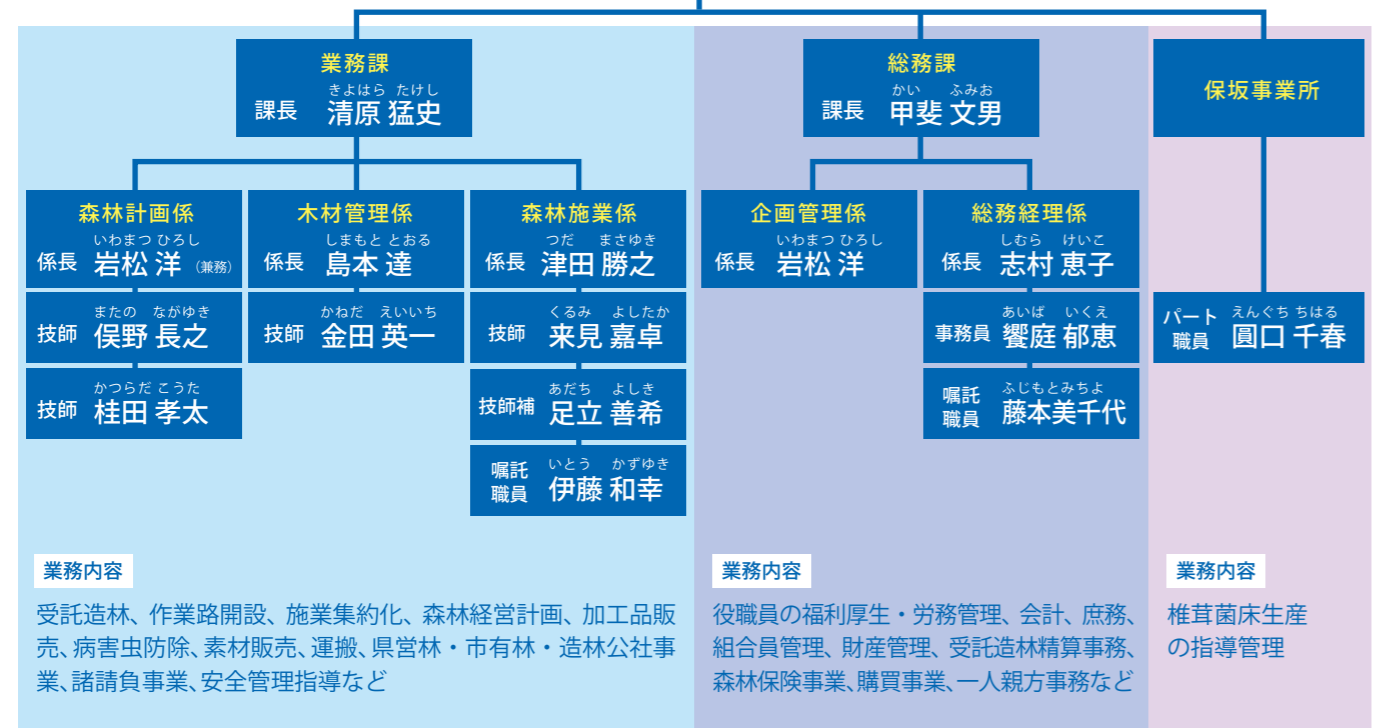 業務課
きよはら たけし
課長 清原 猛史
総務課
かい ふみお
課長 甲斐 文男
保坂事業所
森林計画係
いわまつ ひろし
係長 岩松 洋 (兼務)
またの ながゆき
技師 俣野 長之
かつらだ こうた
技師 桂田 孝太
木材管理係
しまもと とおる
係長 島本 達
かねだ えいいち
技師 金田 英一
森林施業係
つだ まさゆき
係長 津田 勝之
くるみ よしたか
技師 来見 嘉卓
あだち よしき
技師補 足立 善希
いとう かずゆき
嘱託
職員 伊藤 和幸
企画管理係
いわまつ ひろし
係長 岩松 洋
総務経理係
しむら けいこ
係長 志村 恵子
あいば いくえ
事務員 饗庭 郁恵
ふじもとみちよ
嘱託
職員 藤本美千代
えんぐち ちはる
パート
職員 圓口 千春
業務内容
受託造林、作業路開設、施業集約化、森林経営計画、加工品販
売、病害虫防除、素材販売、運搬、県営林・市有林・造林公社事
業、諸請負事業、安全管理指導など
業務内容
役職員の福利厚生・労務管理、会計、庶務、
組合員管理、財産管理、受託造林精算事務、
森林保険事業、購買事業、一人親方事務など
業務内容
椎茸菌床生産
の指導管理